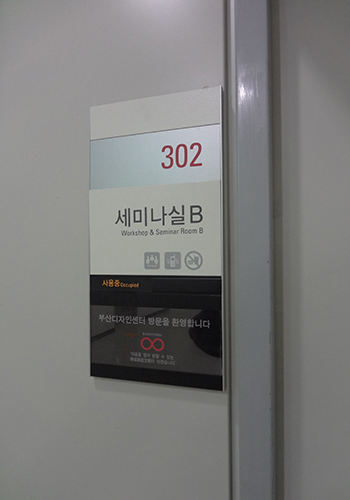 302
세미나실 B
Workshop & Seminar Room B
사용중 Occupied
부산디자인센터 방문을 환영합니다